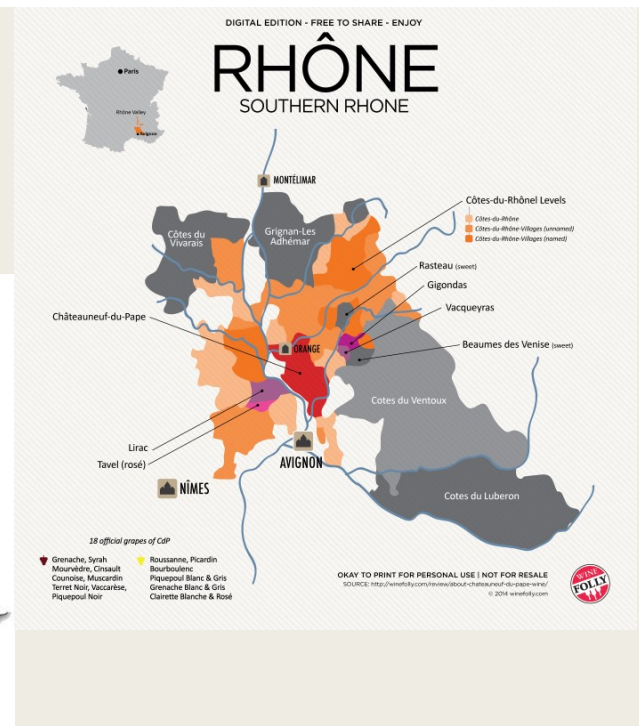 DIGITAL EDITION - FREE TO SHARE - ENJOY
RHÔNE
SOUTHERN RHONE
Paris
Rhône Valley
Avignon
MONTÉLIMAR
Côtes du
Vivarais
Grignan-Les
Adhémar
Côtes-du-Rhônel Levels
Côtes-du-Rhône
Côtes-du-Rhône-Villages (unnamed)
Côtes-du-Rhône-Villages (named)
Rasteau (sweet)
Gigondas
Vacqueyras
Châteauneuf-du-Pape
ORANGE
Beaumes des Venise (sweet)
Cotes du Ventoux
Lirac
Tavel (rosé)
AVIGNON
NÎMES
Cotes du Luberon
18 official grapes of CdP
Grenache, Syrah
Mourvèdre, Cinsault
Counoise, Muscardin
Terret Noir, Vaccarèse,
Piquepoul Noir
Roussanne, Picardin
Bourboulenc
Piquepoul Blanc & Gris
Grenache Blanc & Gris
Clairette Blanche & Rosé
OKAY TO PRINT FOR PERSONAL USE | NOT FOR RESALE
SOURCE: http://winefolly.com/review/about-chateauneuf-du-pape-wine/
© 2014 winefolly.com
WINE
FOLLY